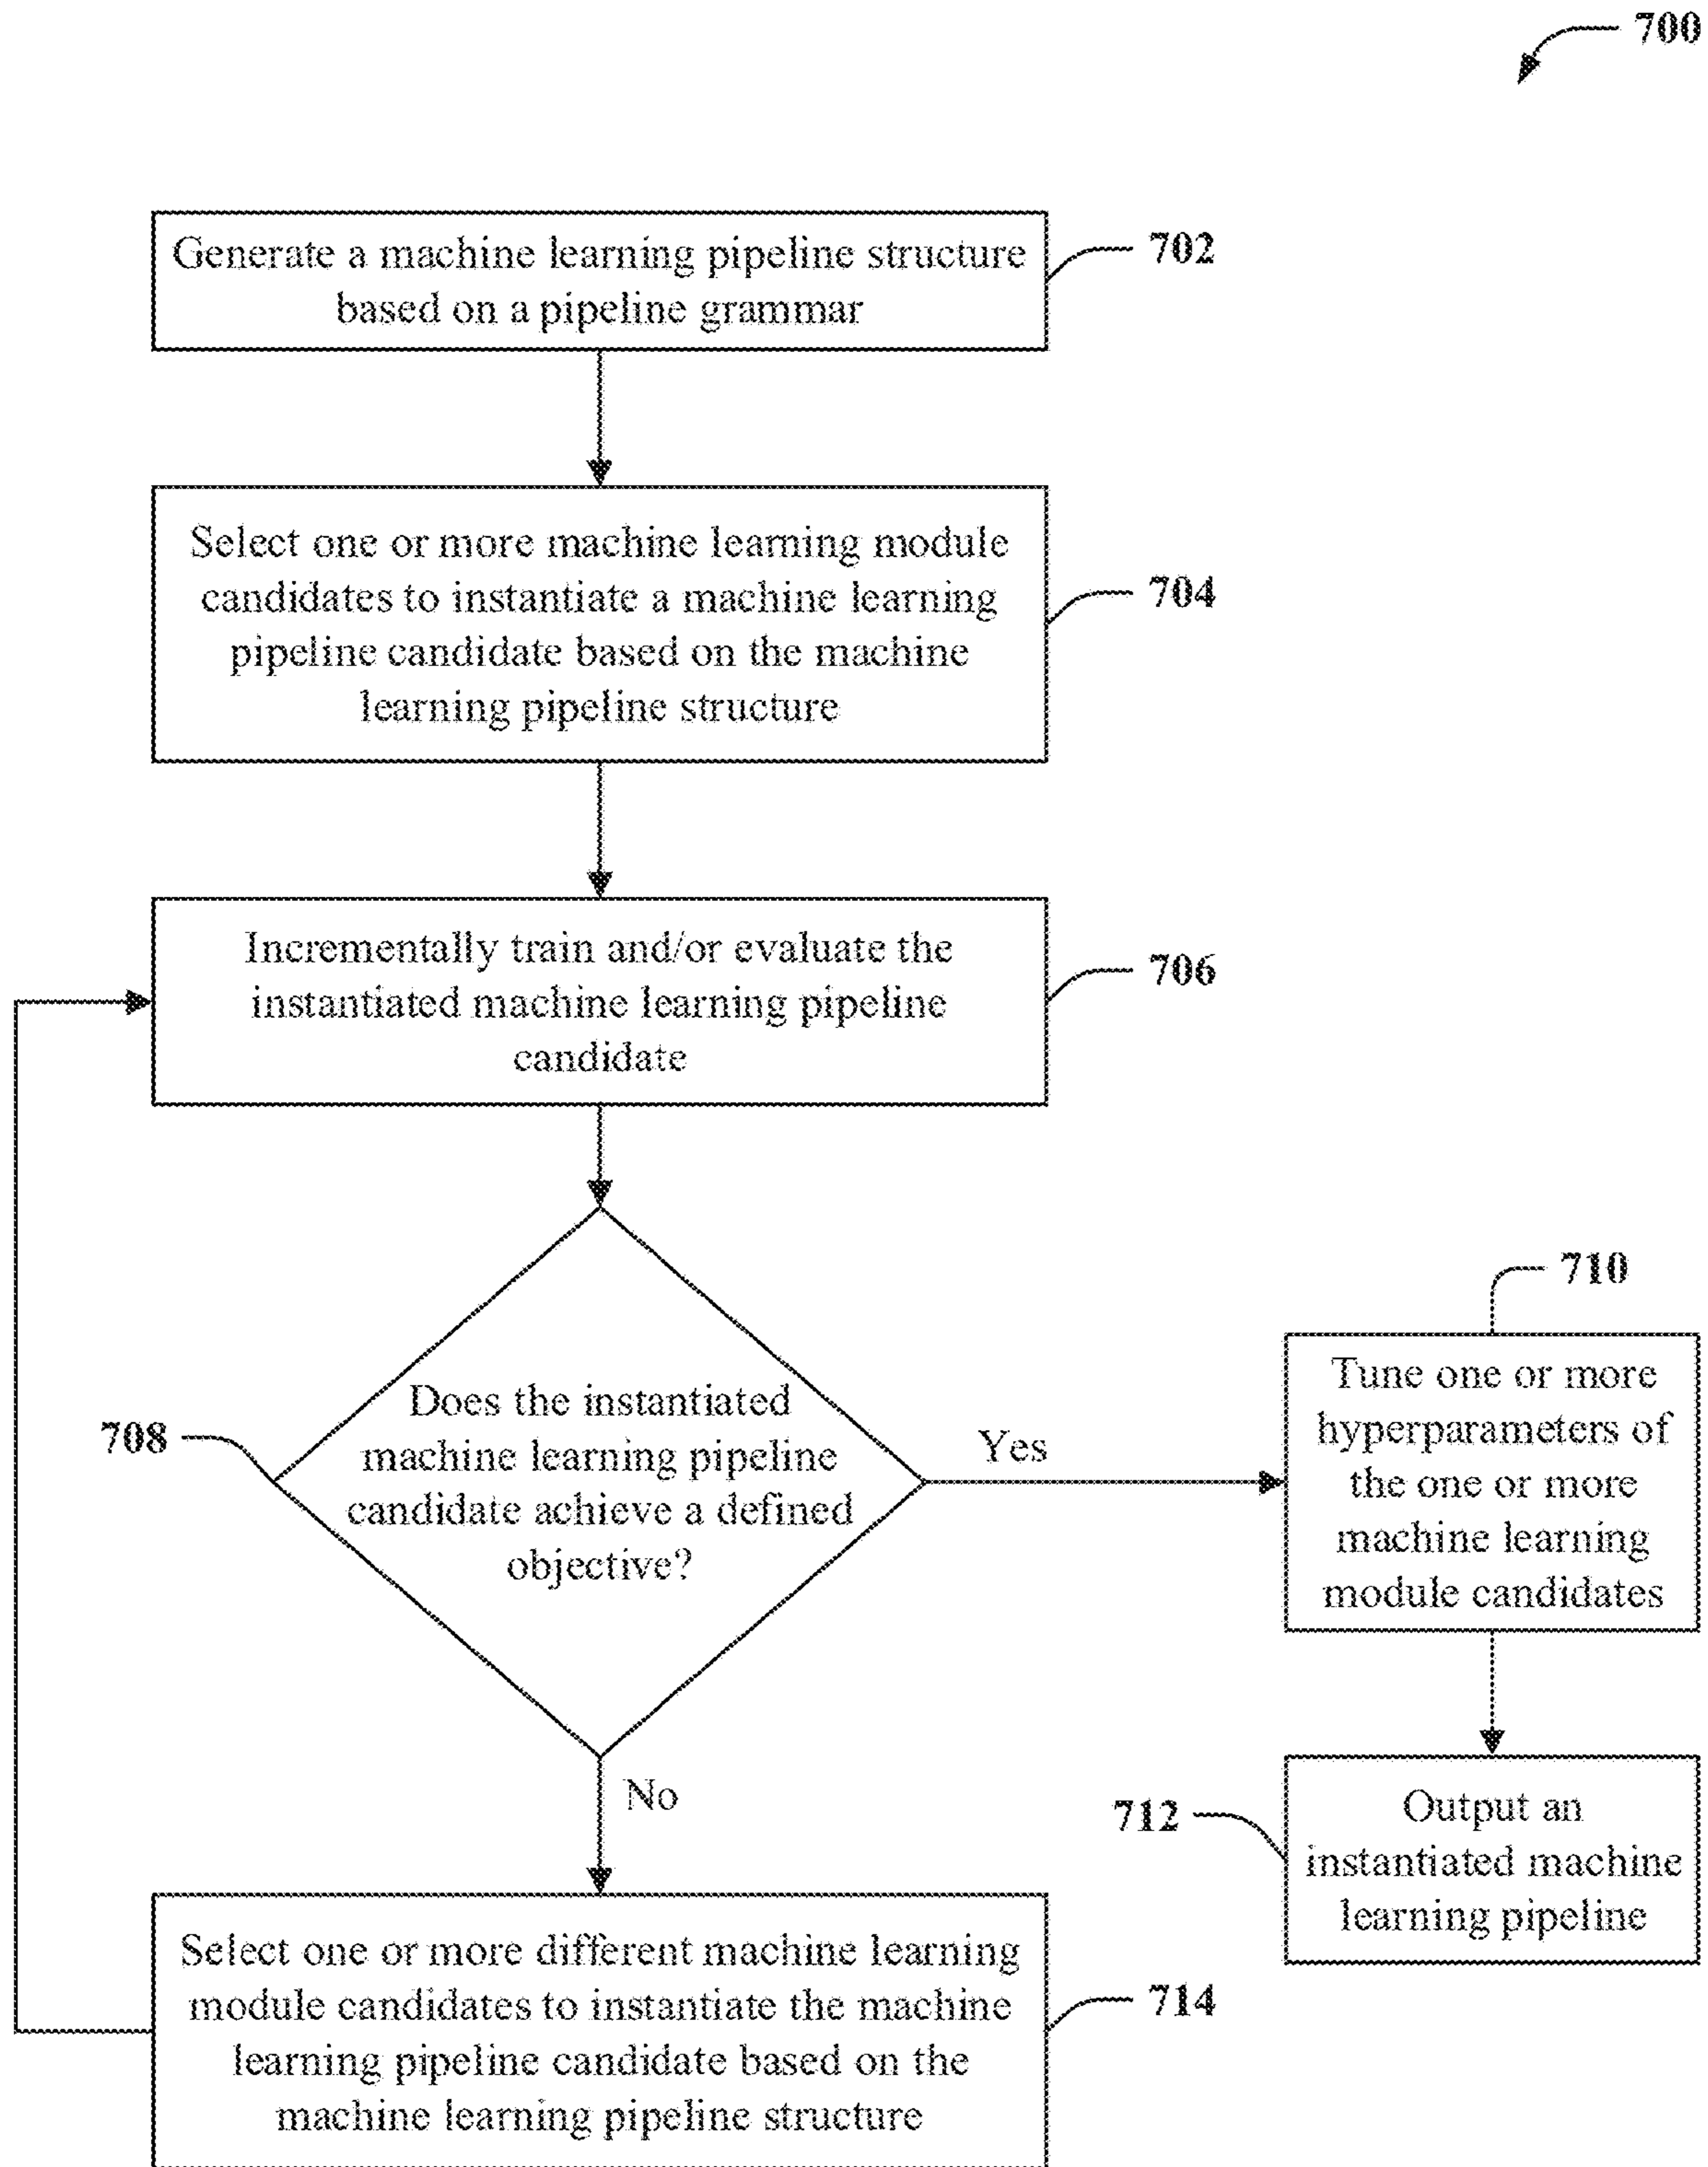 700
Generate a machine learning pipeline structure
based on a pipeline grammar
702
Select one or more machine learning module
candidates to instantiate a machine learning
pipeline candidate based on the machine
learning pipeline structure
704
Incrementally train and/or evaluate the
instantiated machine learning pipeline
candidate
706
Does the instantiated
machine learning pipeline
candidate achieve a defined
objective?
708
Yes
710
Tune one or more
hyperparameters of
the one or more
machine learning
module candidates
712
Output an
instantiated machine
learning pipeline
No
Select one or more different machine learning
module candidates to instantiate the machine
learning pipeline candidate based on the
machine learning pipeline structure
714